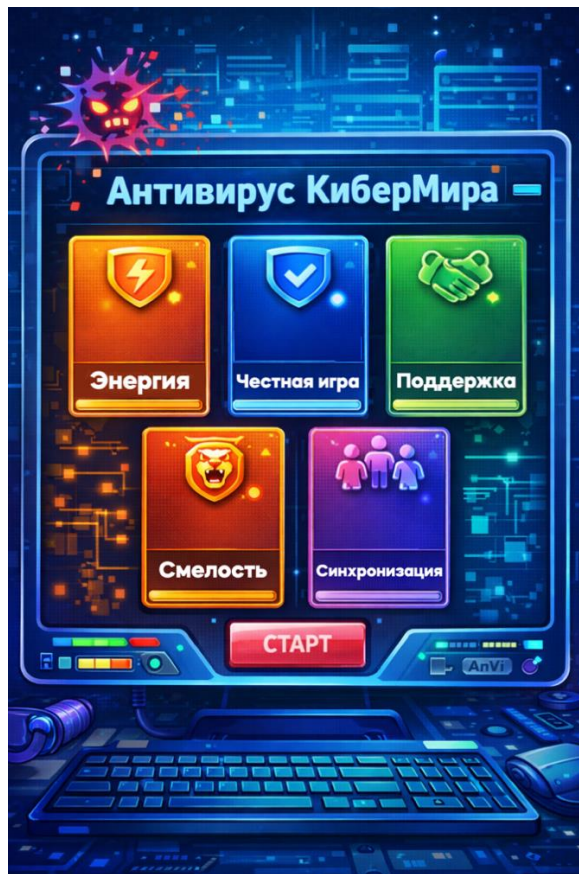 Антивирус КиберМира
Энергия
Честная игра
Поддержка
Смелость
Синхронизация
СТАРТ
AnVi